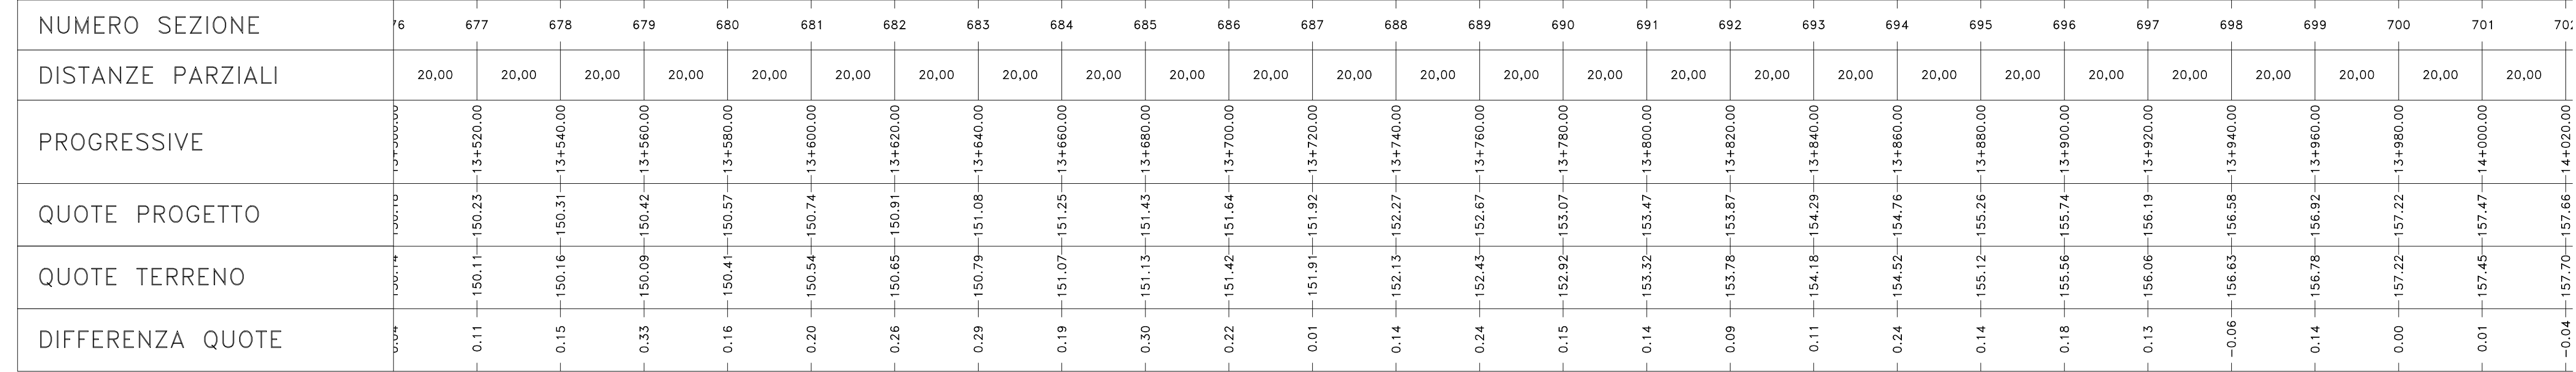 NUMERO SEZIONE 76 677 678 679 680 681 682 683 684 685 686 687 688 689 690 691 692 693 694 695 696 697 698 699 700 701 702
DISTANZE PARZIALI 20,00 20,00 20,00 20,00 20,00 20,00 20,00 20,00 20,00 20,00 20,00 20,00 20,00 20,00 20,00 20,00 20,00 20,00 20,00 20,00 20,00 20,00 20,00 20,00 20,00 20,00
PROGRESSIVE 13+500.00 13+520.00 13+540.00 13+560.00 13+580.00 13+600.00 13+620.00 13+640.00 13+660.00 13+680.00 13+700.00 13+720.00 13+740.00 13+760.00 13+780.00 13+800.00 13+820.00 13+840.00 13+860.00 13+880.00 13+900.00 13+920.00 13+940.00 13+960.00 13+980.00 14+000.00 14+020.00
QUOTE PROGETTO 150.18 150.23 150.31 150.42 150.57 150.74 150.91 151.08 151.25 151.43 151.64 151.92 152.27 152.67 153.07 153.47 153.87 154.29 154.76 155.26 155.74 156.19 156.58 156.92 157.22 157.47 157.66
QUOTE TERRENO 150.14 150.11 150.16 150.09 150.41 150.54 150.65 150.79 151.07 151.13 151.42 151.91 152.13 152.43 152.92 153.32 153.78 154.18 154.52 155.12 155.56 156.06 156.63 156.78 157.22 157.45 157.70
DIFFERENZA QUOTE 0.04 0.11 0.15 0.33 0.16 0.20 0.26 0.29 0.19 0.30 0.22 0.01 0.14 0.24 0.15 0.14 0.09 0.11 0.24 0.14 0.18 0.13 -0.06 0.14 0.00 0.01 -0.04